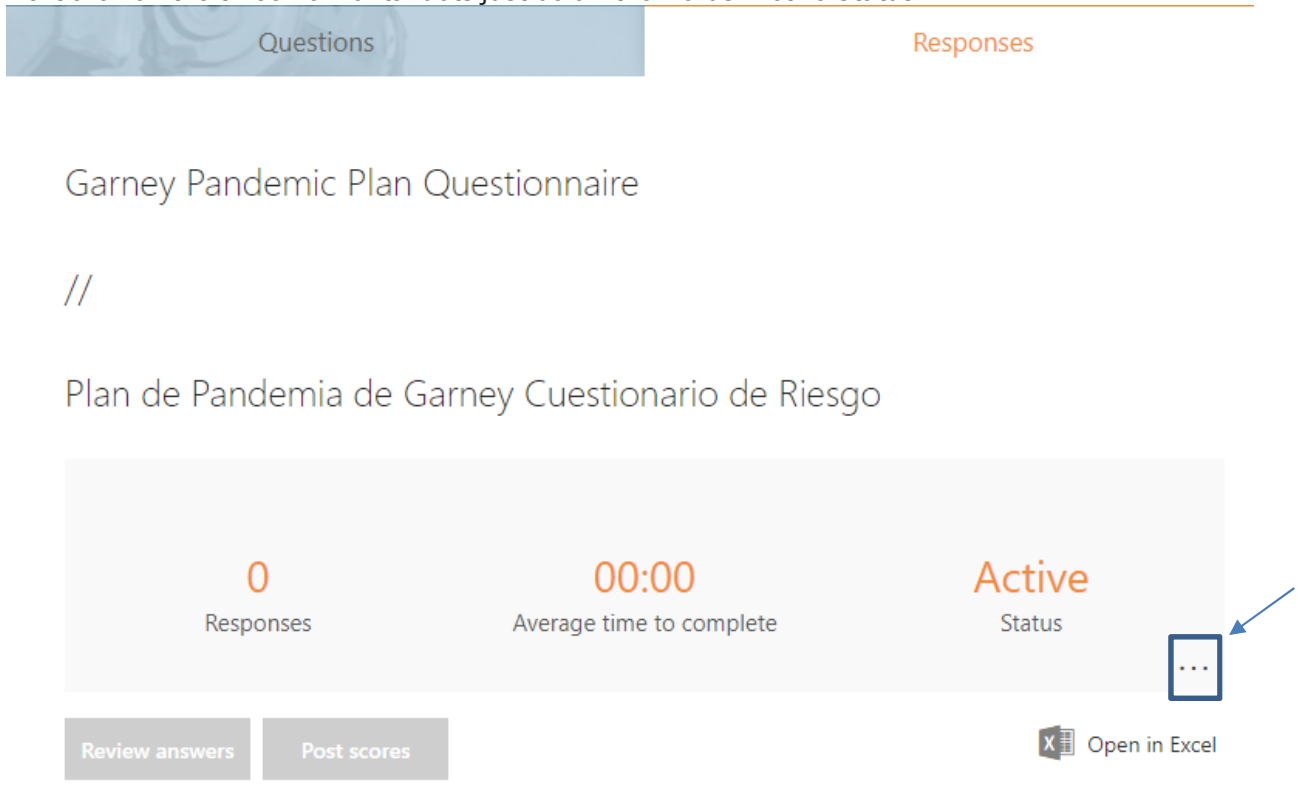 Questions
Responses
Garney Pandemic Plan Questionnaire
//
Plan de Pandemia de Garney Cuestionario de Riesgo
0
00:00
Active
Responses
Average time to complete
Status
...
Review answers
Post scores
Open in Excel